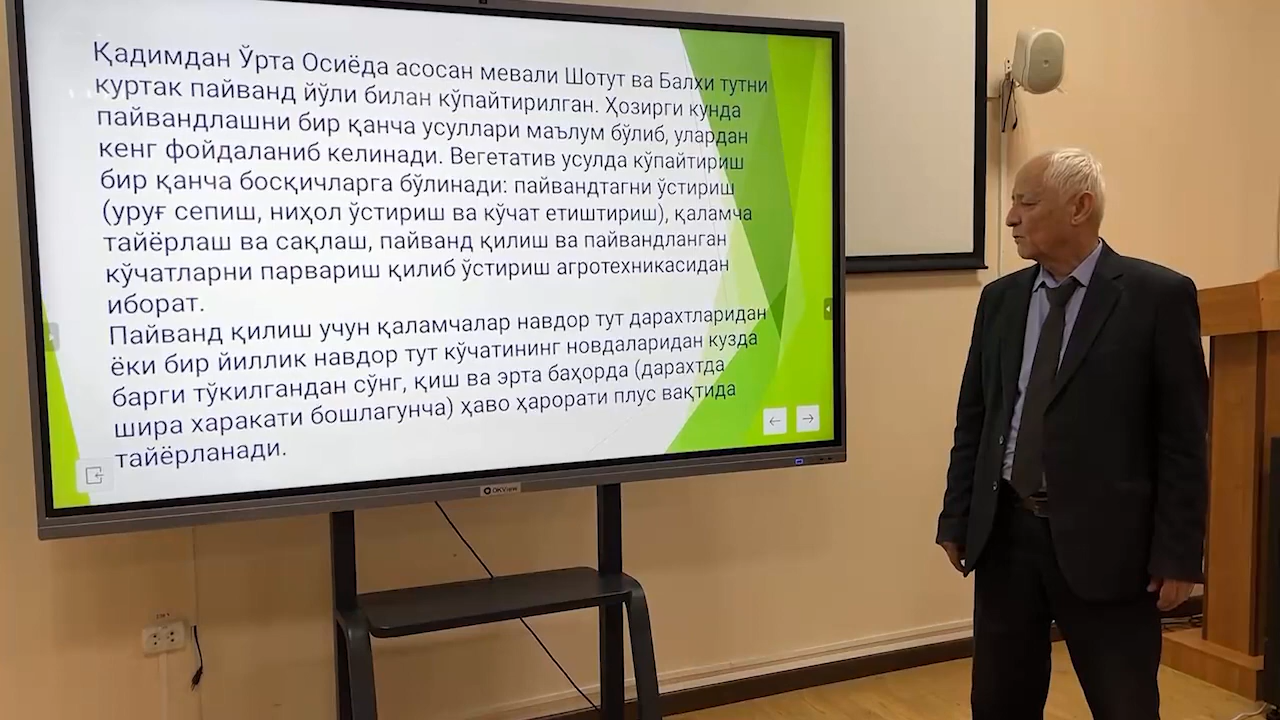 Қадимдан Ўрта Осиёда асосан мевали Шотут ва Балхи тутни
куртак пайванд йўли билан кўпайтирилган. Ҳозирги кунда
пайвандлашни бир қанча усуллари маълум бўлиб, улардан
кенг фойдаланиб келинади. Вегетатив усулда кўпайтириш
бир қанча босқичларга бўлинади: пайвандтагни ўстириш
(уруғ сепиш, ниҳол ўстириш ва кўчат етиштириш), қаламча
тайёрлаш ва сақлаш, пайванд қилиш ва пайвандланган
кўчатларни парвариш қилиб ўстириш агротехникасидан
иборат.
Пайванд қилиш учун қаламчалар навдор тут дарахтларидан
ёки бир йиллик навдор тут кўчатининг новдаларидан кузда
барги тўкилгандан сўнг, қиш ва эрта баҳорда (дарахтда
шира харакати бошлагунча) ҳаво ҳарорати плус вақтида
тайёрланади.
OKView